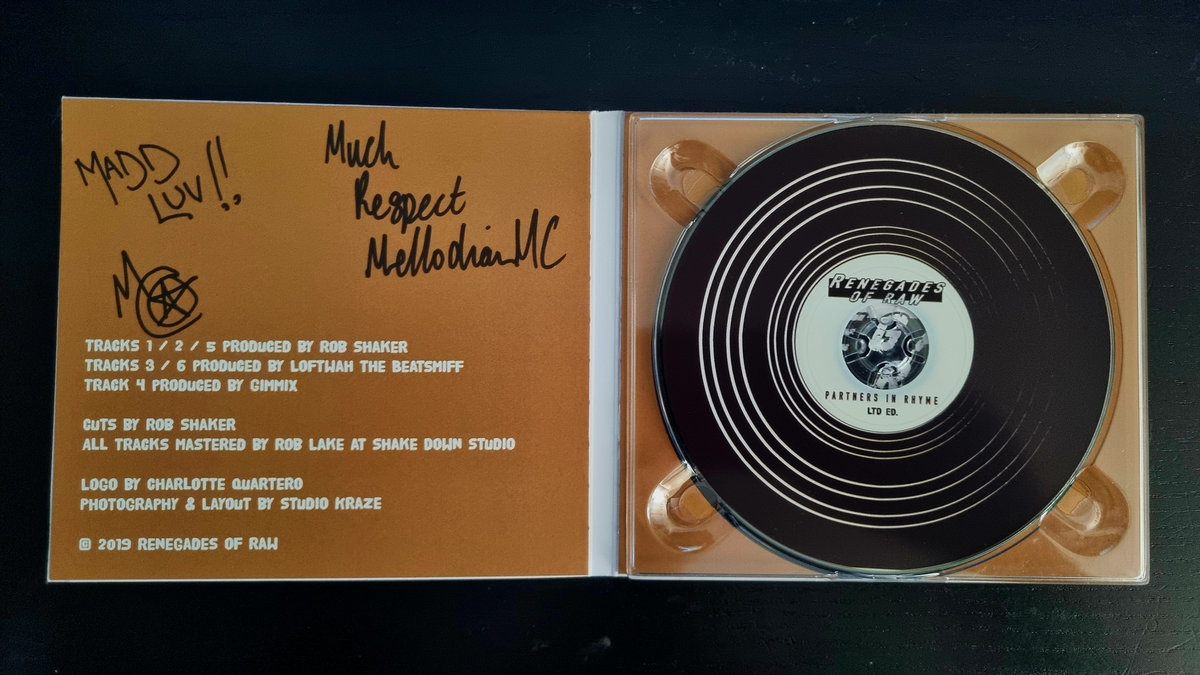 MADD
LUV!!
Much
Respect
Mellodian MC
TRACKS 1 / 2 / 5 PRODUCED BY ROB SHAKER
TRACKS 3 / 6 PRODUCED BY LOFTWAH THE BEATSMIFF
TRACK 4 PRODUCED BY GIMMIX
CUTS BY ROB SHAKER
ALL TRACKS MASTERED BY ROB LAKE AT SHAKE DOWN STUDIO
LOGO BY CHARLOTTE QUARTERO
PHOTOGRAPHY & LAYOUT BY STUDIO KRAZE
© 2019 RENEGADES OF RAW
RENEGADES
OF RAW
PARTNERS IN RHYME
LTD ED.